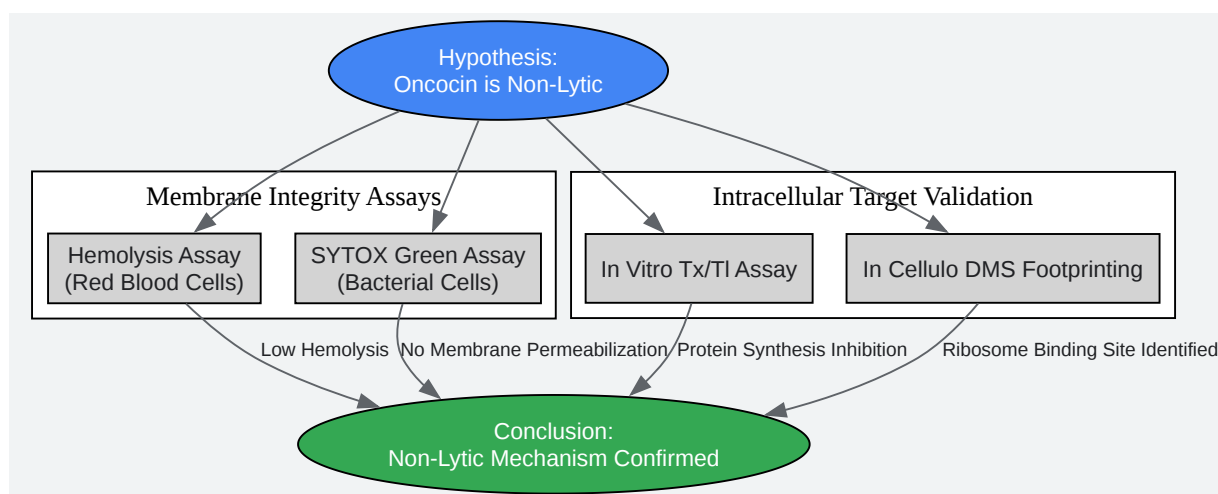 Hypothesis:
Oncocin is Non-Lytic
Membrane Integrity Assays
Intracellular Target Validation
Hemolysis Assay
(Red Blood Cells)
SYTOX Green Assay
(Bacterial Cells)
In Vitro Tx/Tl Assay
In Cellulo DMS Footprinting
Low Hemolysis
No Membrane Permeabilization
Protein Synthesis Inhibition
Ribosome Binding Site Identified
Conclusion:
Non-Lytic Mechanism Confirmed